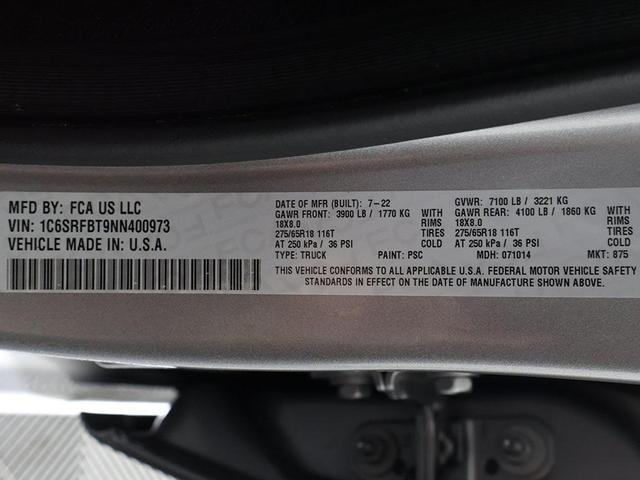 MFD BY: FCA US LLC
VIN: 1C6SRFBT9NN400973
VEHICLE MADE IN: U.S.A.
DATE OF MFR (BUILT): 7-22 GVWR: 7100 LB / 3221 KG
GAWR FRONT: 3900 LB / 1770 KG WITH GAWR REAR: 4100 LB / 1860 KG WITH
18X8.0 RIMS 18X8.0 RIMS
275/65R18 116T TIRES 275/65R18 116T TIRES
AT 250 kPa / 36 PSI COLD AT 250 kPa / 36 PSI COLD
TYPE: TRUCK PAINT: PSC MDH: 071014 MKT: 875
THIS VEHICLE CONFORMS TO ALL APPLICABLE U.S.A. FEDERAL MOTOR VEHICLE SAFETY
STANDARDS IN EFFECT ON THE DATE OF MANUFACTURE SHOWN ABOVE.